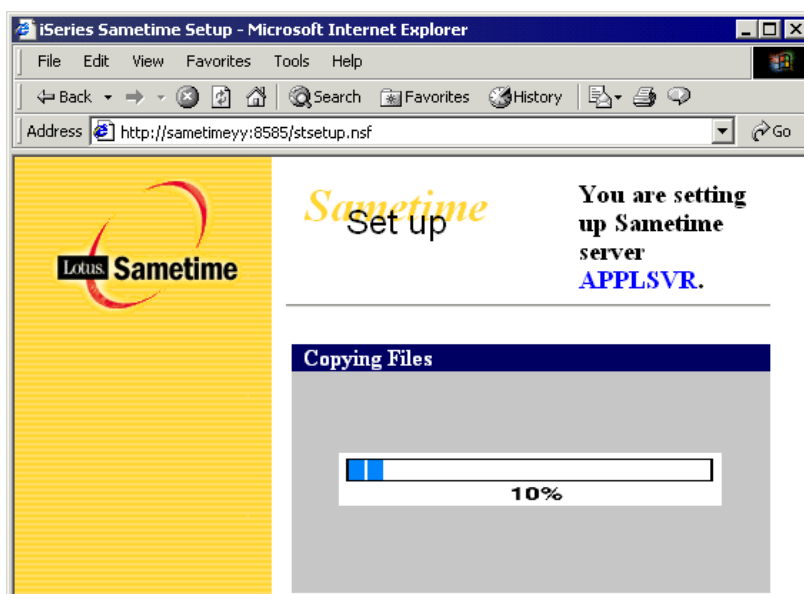 iSeries Sametime Setup - Microsoft Internet Explorer
File Edit View Favorites Tools Help
Back Search Favorites History
Address http://sametimeyy:8585/stsetup.nsf Go
Lotus. Sametime
Sametime
Set up
You are setting
up Sametime
server
APPLSVR.
Copying Files
10%